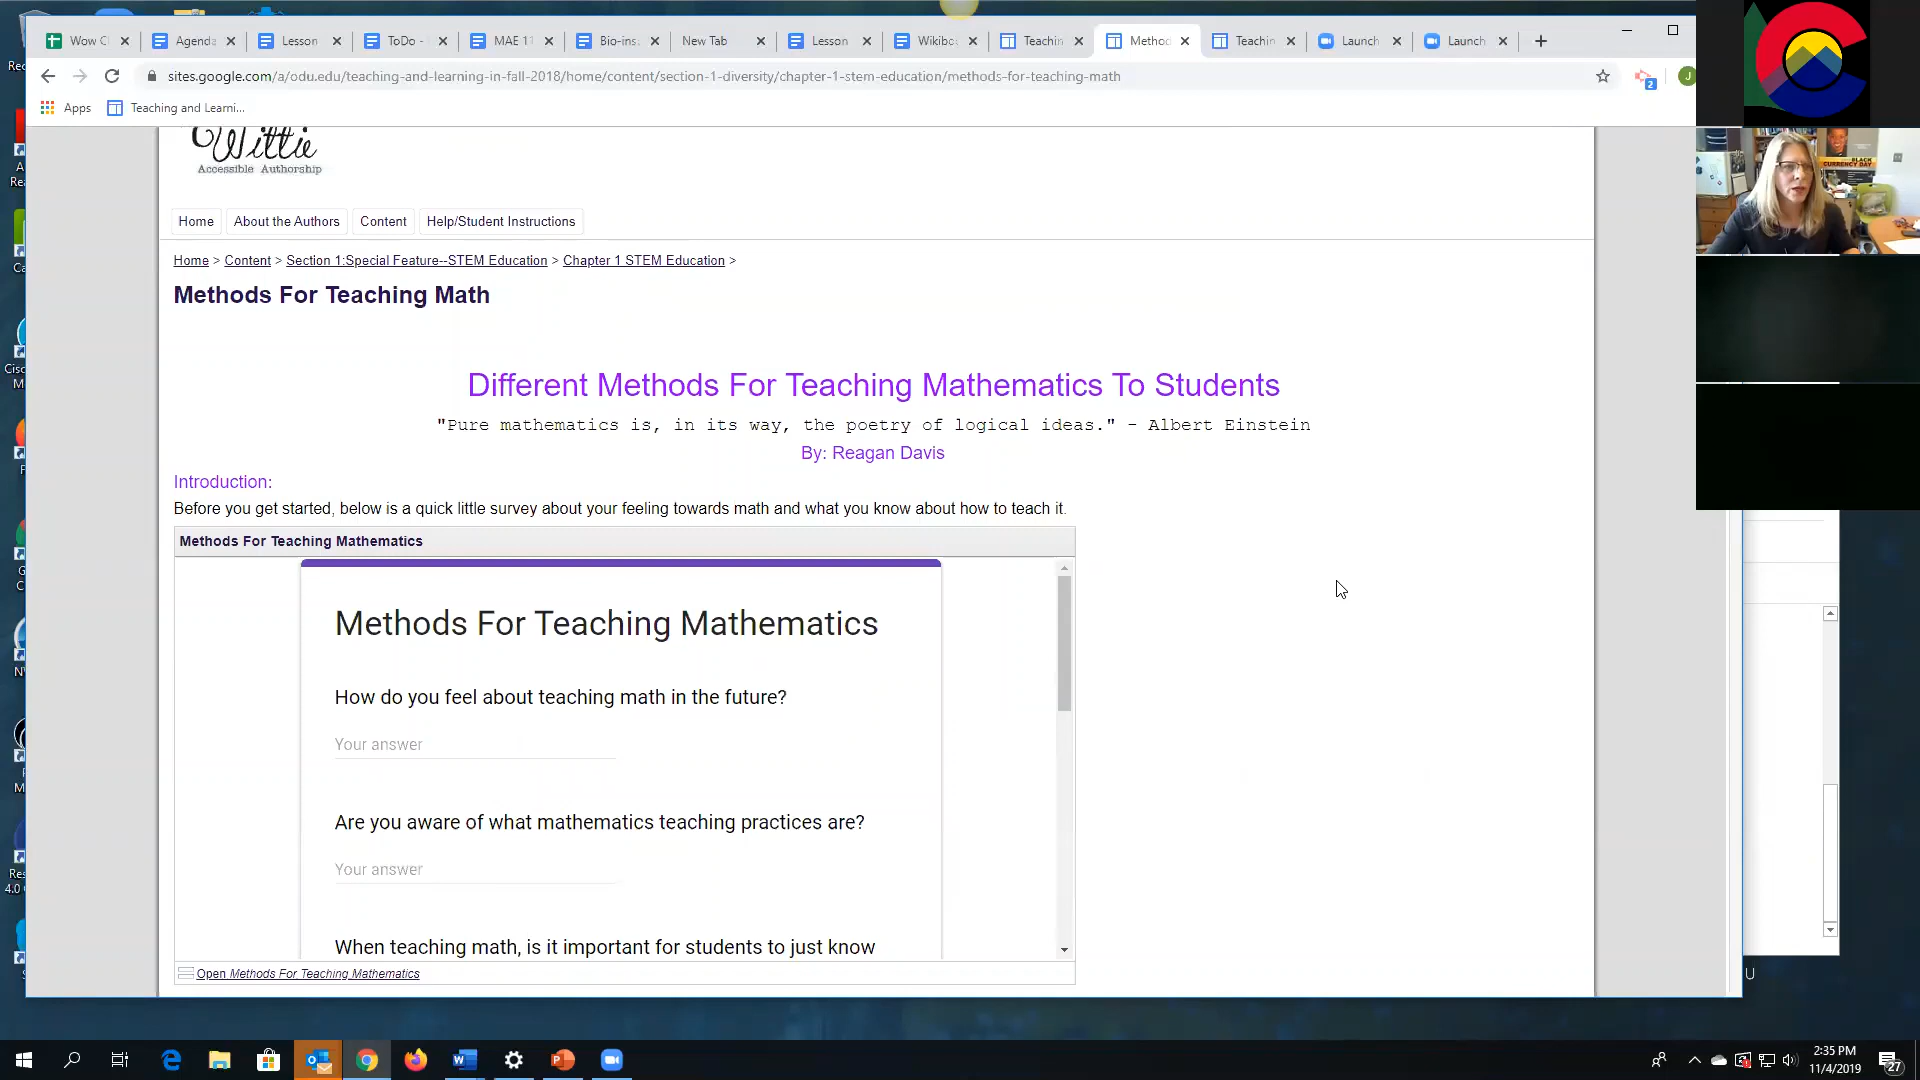 Wow C
Agenda
Lesson
ToDo -
MAE 11
Bio-ins
New Tab
Lesson
Wikibo
Teachin
Method
Teachin
Launch
Launch
sites.google.com/a/odu.edu/teaching-and-learning-in-fall-2018/home/content/section-1-diversity/chapter-1-stem-education/methods-for-teaching-math
2
J
Apps
Teaching and Learni...
Wittie
Accessible Authorship
Home
About the Authors
Content
Help/Student Instructions
Home > Content > Section 1:Special Feature--STEM Education > Chapter 1 STEM Education >
Methods For Teaching Math
Different Methods For Teaching Mathematics To Students
"Pure mathematics is, in its way, the poetry of logical ideas." - Albert Einstein
By: Reagan Davis
Introduction:
Before you get started, below is a quick little survey about your feeling towards math and what you know about how to teach it.
Methods For Teaching Mathematics
Methods For Teaching Mathematics
How do you feel about teaching math in the future?
Your answer
Are you aware of what mathematics teaching practices are?
Your answer
When teaching math, is it important for students to just know
Open Methods For Teaching Mathematics
BLACK
CURRENCY DAY
U
2:35 PM
11/4/2019
27